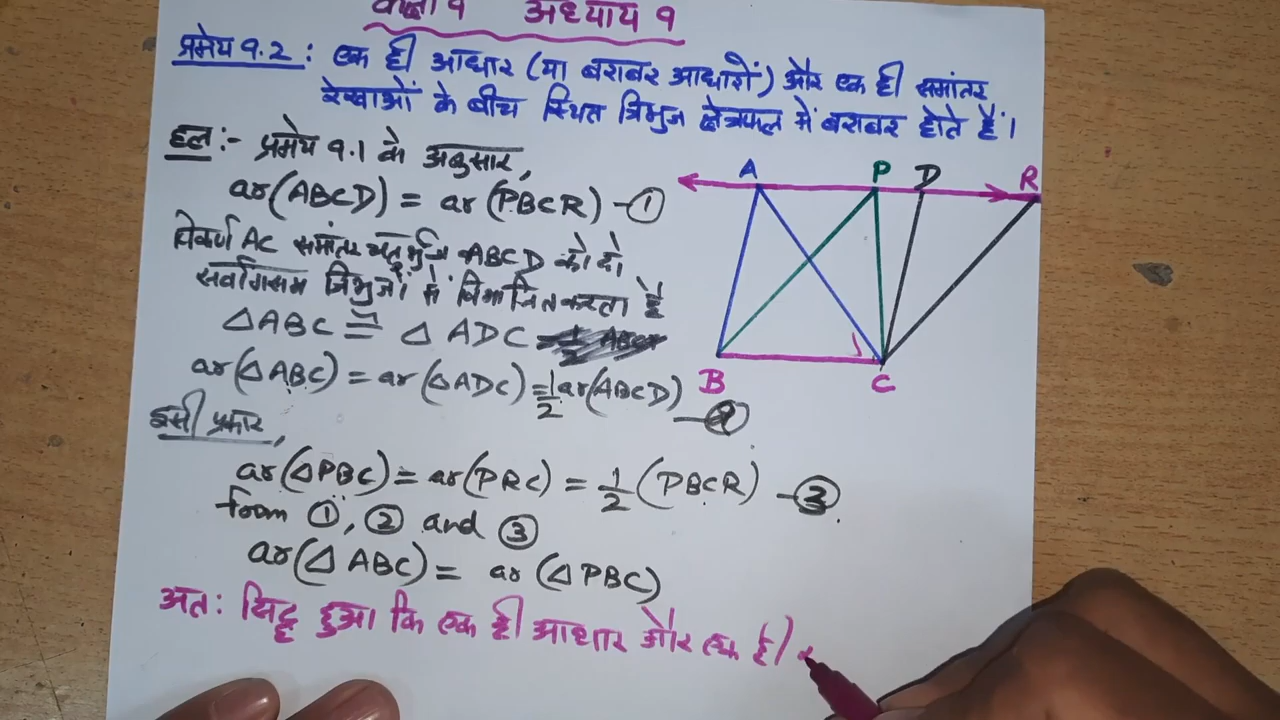 कक्षा 9 अध्याय 9
प्रमेय 9.2 : एक ही आधार (या बराबर आधारों) और एक ही समांतर
रेखाओं के बीच स्थित त्रिभुज क्षेत्रफल में बराबर होते हैं।
हल:- प्रमेय 9.1 के अनुसार,
ar(ABCD) = ar(PBCR) - ①
विकर्ण AC समांतर चतुर्भुज ABCD को दो
सर्वांगसम त्रिभुजों में विभाजित करता है
△ABC ≅ △ADC
ar(△ABC) = ar(△ADC) = 1/2 ar(ABCD) - ②
इसी प्रकार,
ar(△PBC) = ar(PRC) = 1/2 (PBCR) - ③
from ①, ② and ③
ar(△ABC) = ar(△PBC)
अत: सिद्ध हुआ कि एक ही आधार और एक ही
A P D R
B C